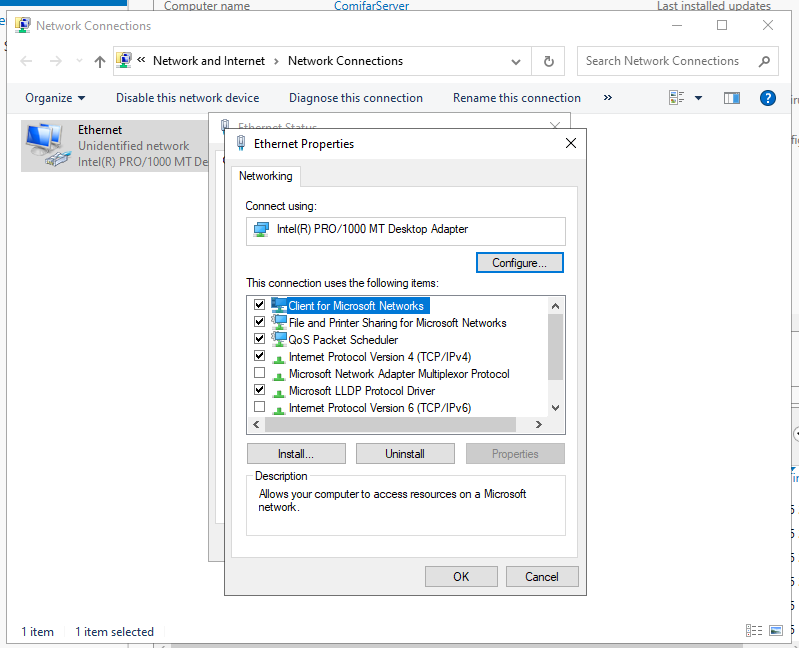 Computer name
ComifarServer
Last installed updates
Network Connections
« Network and Internet › Network Connections
Search Network Connections
Organize
Disable this network device
Diagnose this connection
Rename this connection
»
Ethernet
Unidentified network
Intel(R) PRO/1000 MT De
Ethernet Status
Ethernet Properties
Networking
Connect using:
Intel(R) PRO/1000 MT Desktop Adapter
Configure...
This connection uses the following items:
Client for Microsoft Networks
File and Printer Sharing for Microsoft Networks
QoS Packet Scheduler
Internet Protocol Version 4 (TCP/IPv4)
Microsoft Network Adapter Multiplexor Protocol
Microsoft LLDP Protocol Driver
Internet Protocol Version 6 (TCP/IPv6)
Install...
Uninstall
Properties
Description
Allows your computer to access resources on a Microsoft
network.
OK
Cancel
1 item
1 item selected